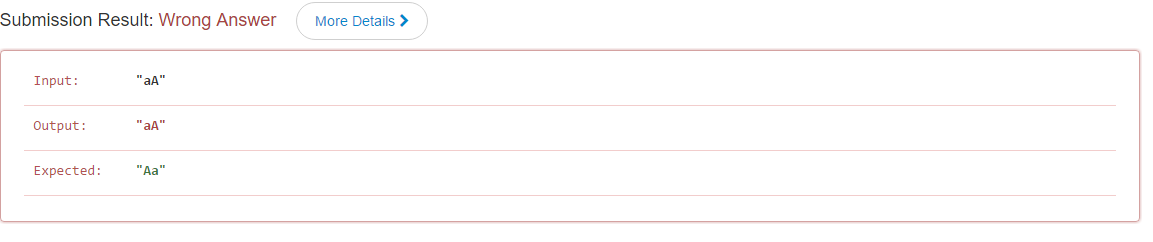 Submission Result: Wrong Answer More Details
Input: "aA"
Output: "aA"
Expected: "Aa"